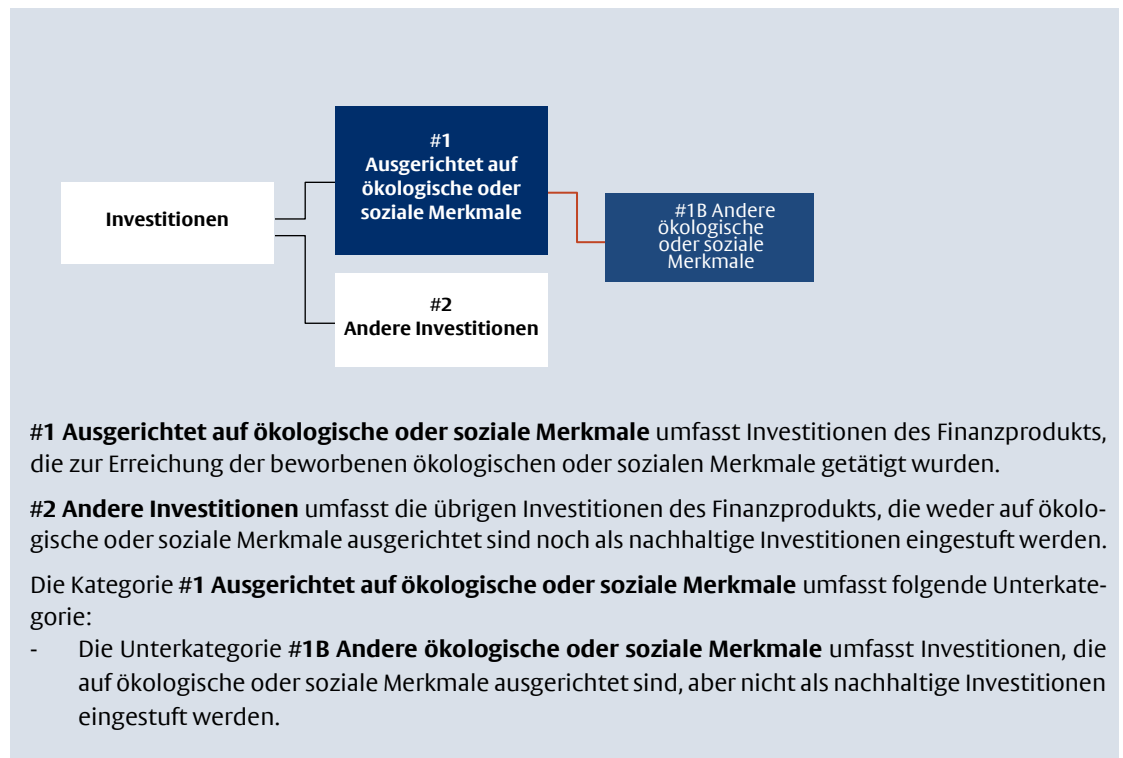 #1
Ausgerichtet auf
ökologische oder
soziale Merkmale
Investitionen
#1B Andere
ökologische
oder soziale
Merkmale
#2
Andere Investitionen
#1 Ausgerichtet auf ökologische oder soziale Merkmale umfasst Investitionen des Finanzprodukts,
die zur Erreichung der beworbenen ökologischen oder sozialen Merkmale getätigt wurden.
#2 Andere Investitionen umfasst die übrigen Investitionen des Finanzprodukts, die weder auf ökolo-
gische oder soziale Merkmale ausgerichtet sind noch als nachhaltige Investitionen eingestuft werden.
Die Kategorie #1 Ausgerichtet auf ökologische oder soziale Merkmale umfasst folgende Unterkate-
gorie:
- Die Unterkategorie #1B Andere ökologische oder soziale Merkmale umfasst Investitionen, die
auf ökologische oder soziale Merkmale ausgerichtet sind, aber nicht als nachhaltige Investitionen
eingestuft werden.